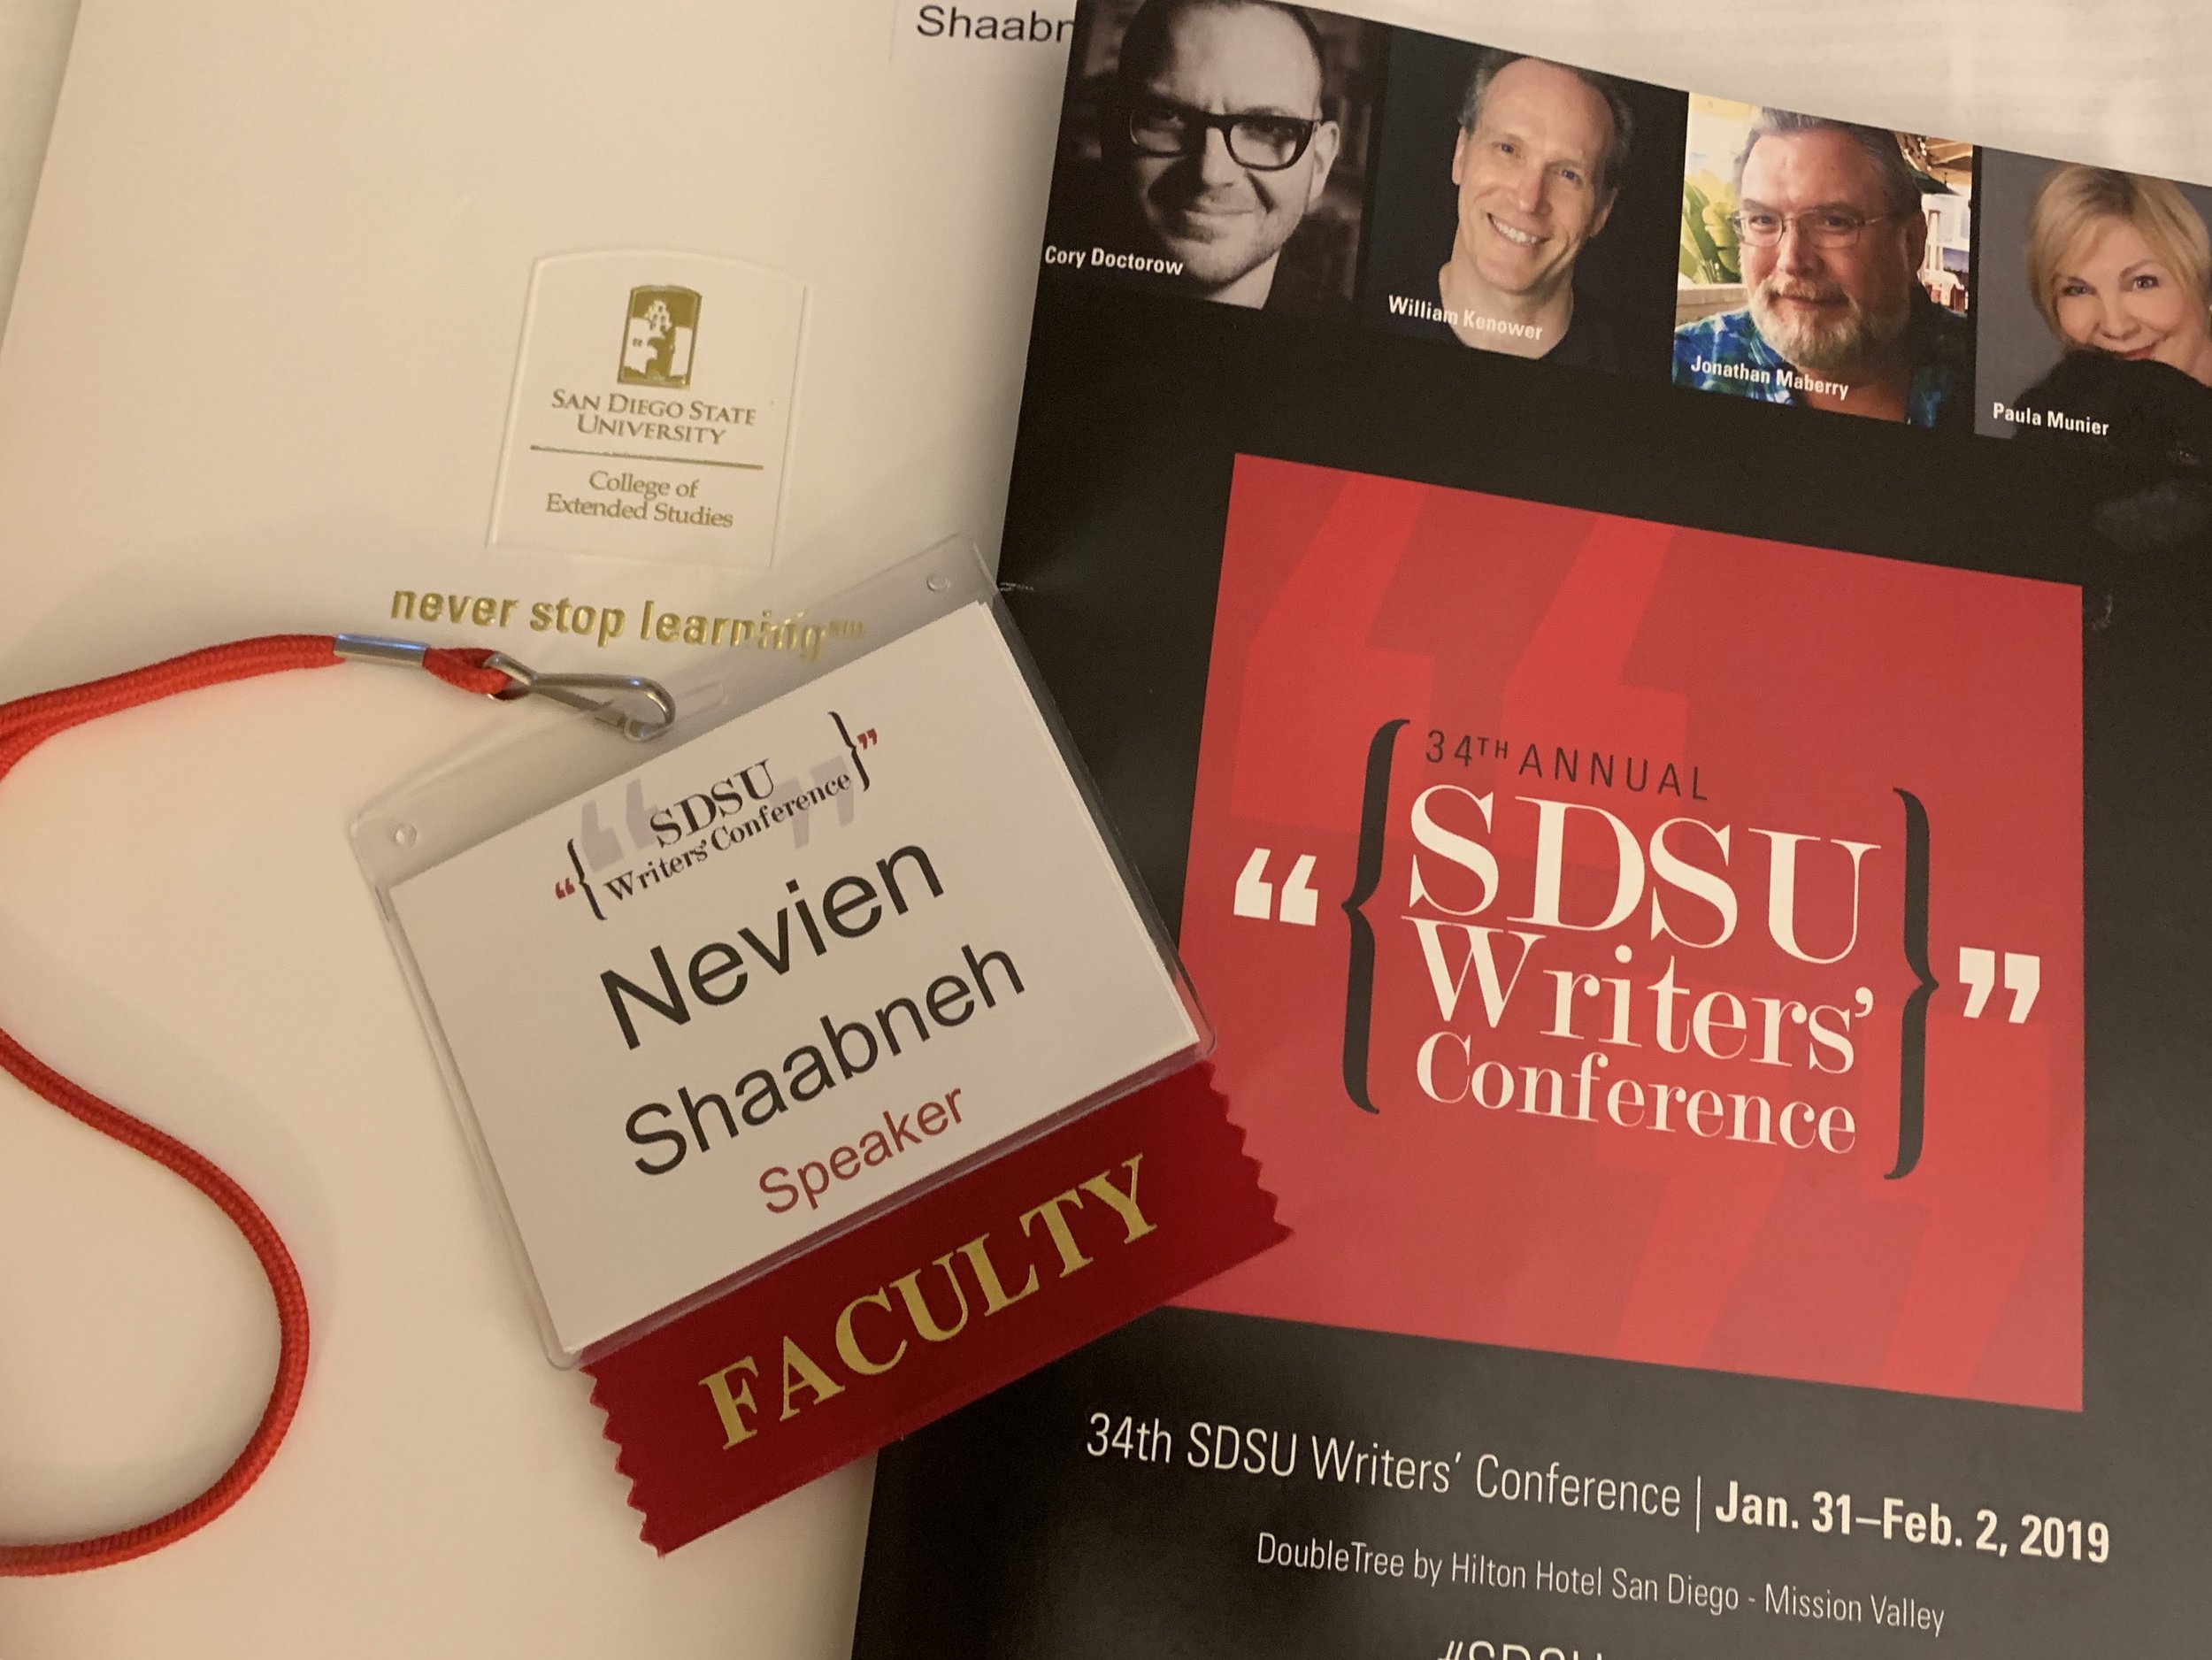 Cory Doctorow
William Kenower
Jonathan Maberry
Paula Munier
SAN DIEGO STATE
UNIVERSITY
College of
Extended Studies
never stop learning
“{SDSU
Writers' Conference}”
Nevien
Shaabneh
Speaker
FACULTY
34TH ANNUAL
“{SDSU}”
Writers'
Conference
34th SDSU Writers' Conference | Jan. 31–Feb. 2, 2019
DoubleTree by Hilton Hotel San Diego - Mission Valley